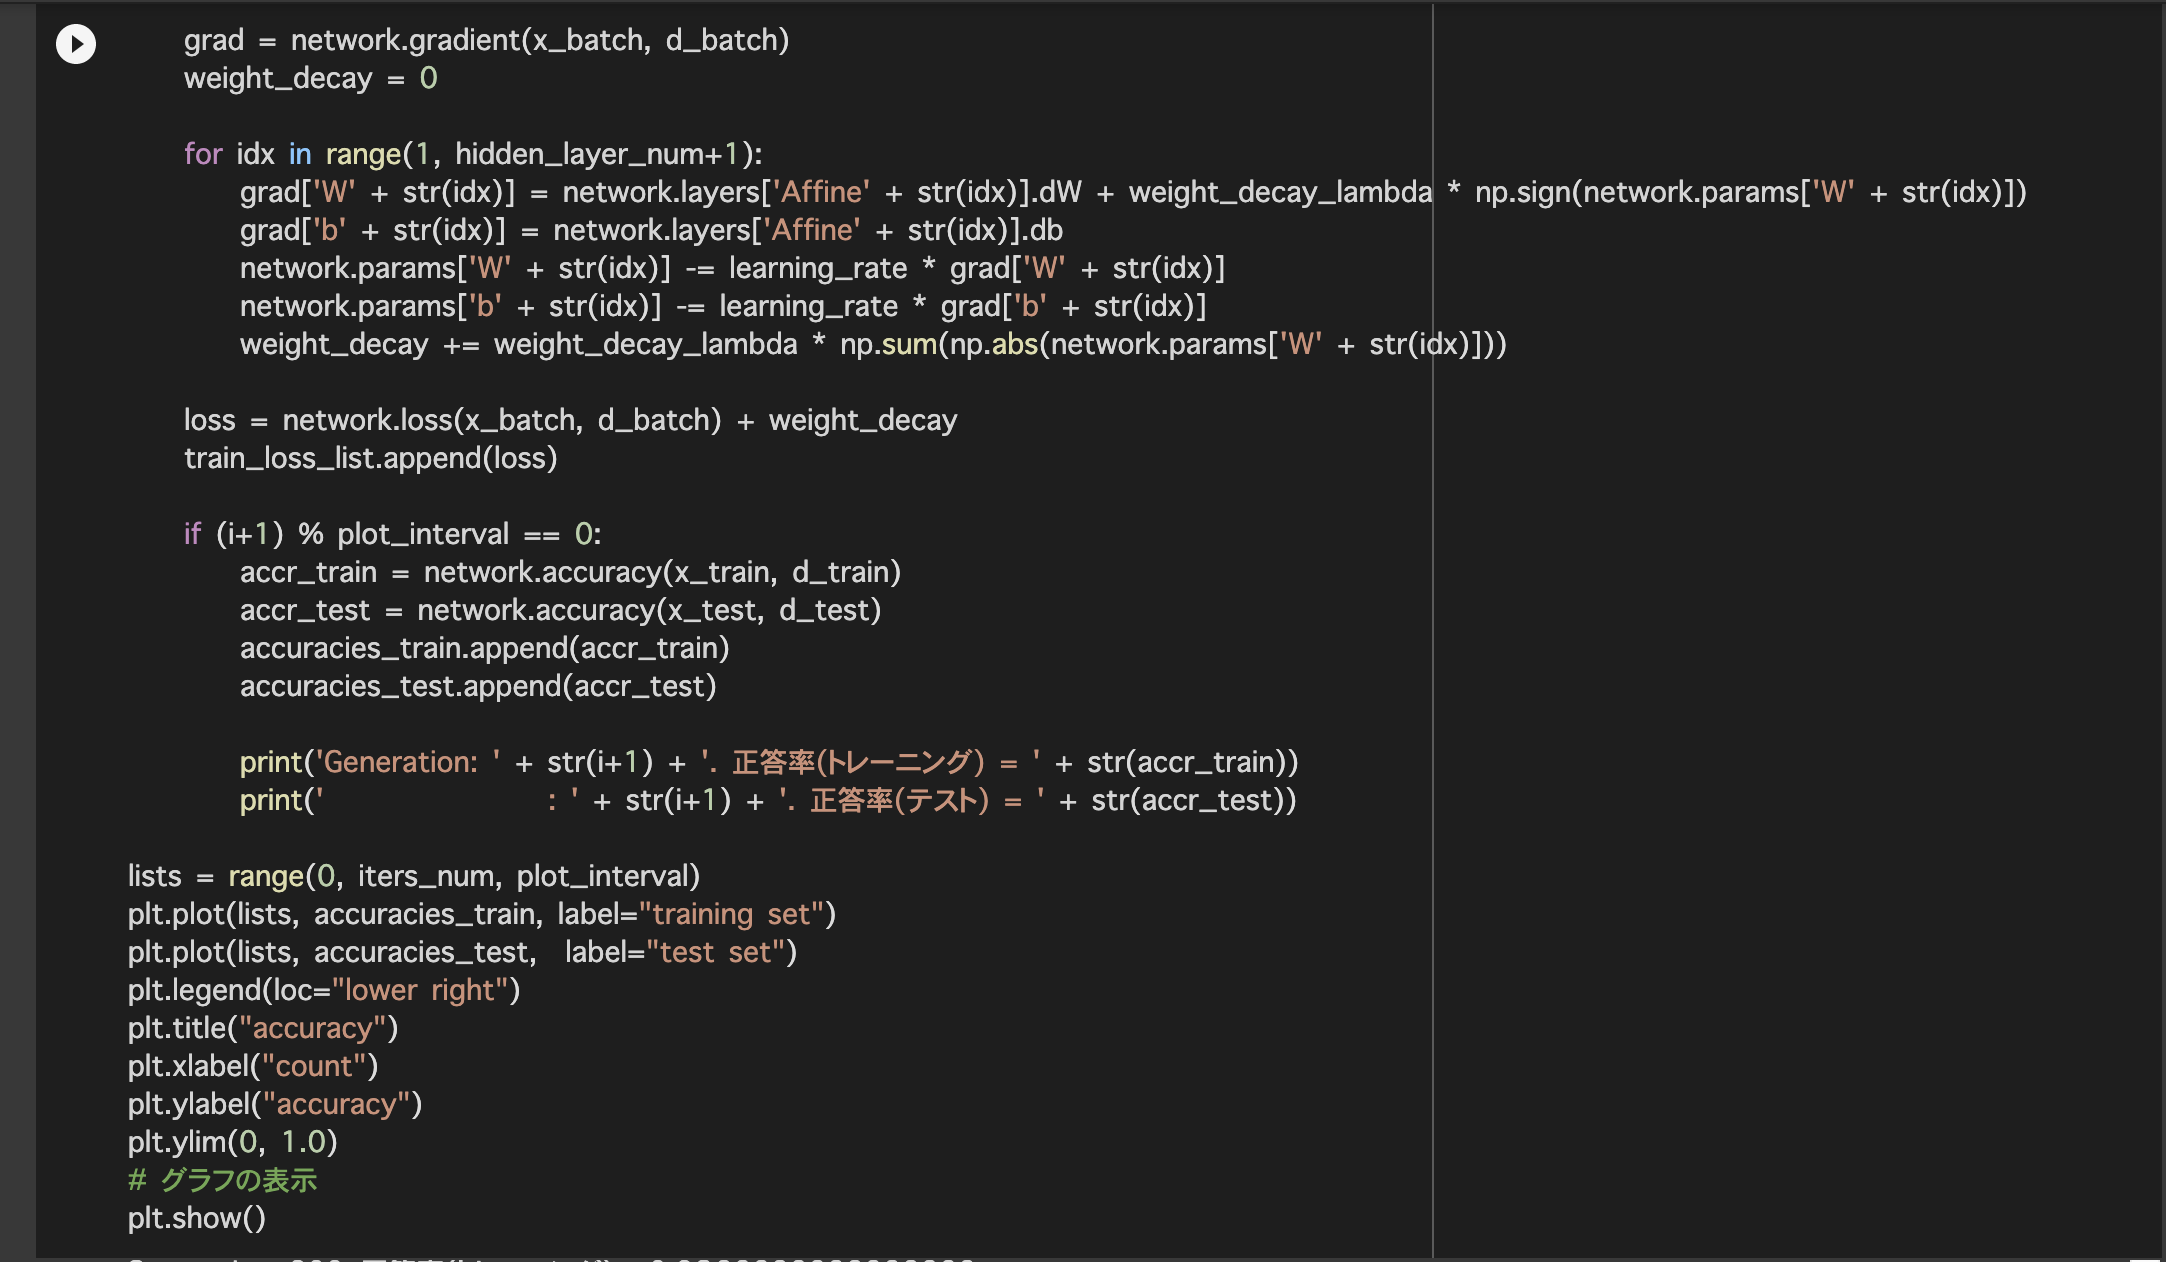 grad = network.gradient(x_batch, d_batch)
weight_decay = 0
for idx in range(1, hidden_layer_num+1):
grad['W' + str(idx)] = network.layers['Affine' + str(idx)].dW + weight_decay_lambda * np.sign(network.params['W' + str(idx)])
grad['b' + str(idx)] = network.layers['Affine' + str(idx)].db
network.params['W' + str(idx)] -= learning_rate * grad['W' + str(idx)]
network.params['b' + str(idx)] -= learning_rate * grad['b' + str(idx)]
weight_decay += weight_decay_lambda * np.sum(np.abs(network.params['W' + str(idx)]))
loss = network.loss(x_batch, d_batch) + weight_decay
train_loss_list.append(loss)
if (i+1) % plot_interval == 0:
accr_train = network.accuracy(x_train, d_train)
accr_test = network.accuracy(x_test, d_test)
accuracies_train.append(accr_train)
accuracies_test.append(accr_test)
print('Generation: ' + str(i+1) + '. 正答率(トレーニング) = ' + str(accr_train))
print('                : ' + str(i+1) + '. 正答率(テスト) = ' + str(accr_test))
lists = range(0, iters_num, plot_interval)
plt.plot(lists, accuracies_train, label="training set")
plt.plot(lists, accuracies_test,  label="test set")
plt.legend(loc="lower right")
plt.title("accuracy")
plt.xlabel("count")
plt.ylabel("accuracy")
plt.ylim(0, 1.0)
# グラフの表示
plt.show()